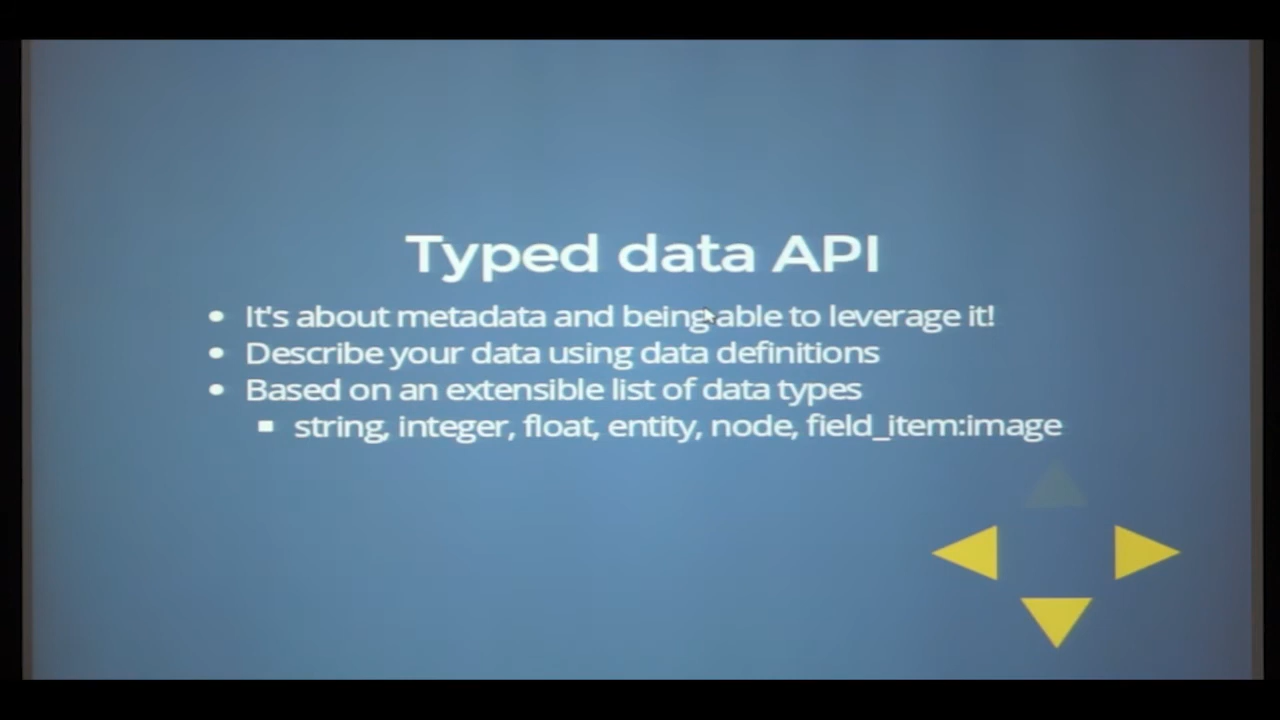 Typed data API
It's about metadata and being able to leverage it!
Describe your data using data definitions
Based on an extensible list of data types
string, integer, float, entity, node, field_item:image